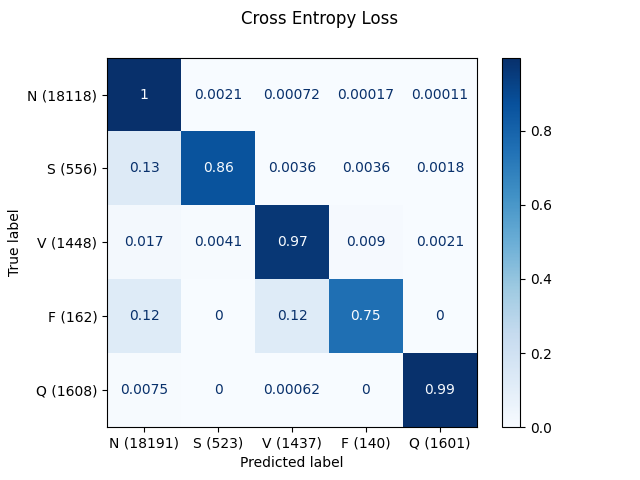 Cross Entropy Loss
N (18118) 1 0.0021 0.00072 0.00017 0.00011
S (556) 0.13 0.86 0.0036 0.0036 0.0018
V (1448) 0.017 0.0041 0.97 0.009 0.0021
F (162) 0.12 0 0.12 0.75 0
Q (1608) 0.0075 0 0.00062 0 0.99
N (18191) S (523) V (1437) F (140) Q (1601)
Predicted label
True label
0.8
0.6
0.4
0.2
0.0